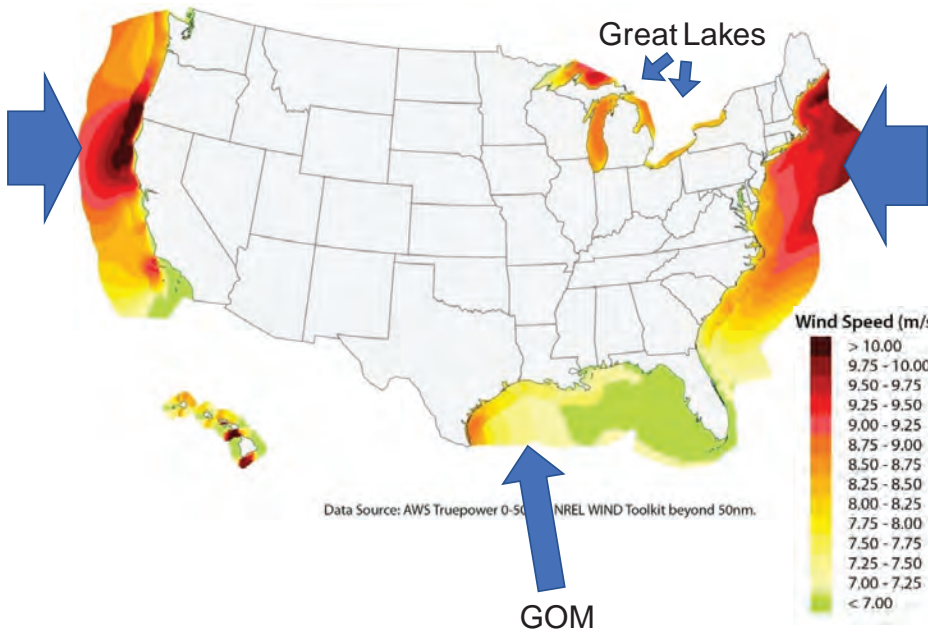 Great Lakes
Wind Speed (m/s
> 10.00
9.75 - 10.00
9.50 - 9.75
9.25 - 9.50
9.00 - 9.25
8.75 - 9.00
8.50 - 8.75
8.25 - 8.50
8.00 - 8.25
7.75 - 8.00
7.50 - 7.75
7.25 - 7.50
7.00 - 7.25
< 7.00
Data Source: AWS Truepower 0-50 NREL WIND Toolkit beyond 50nm.
GOM